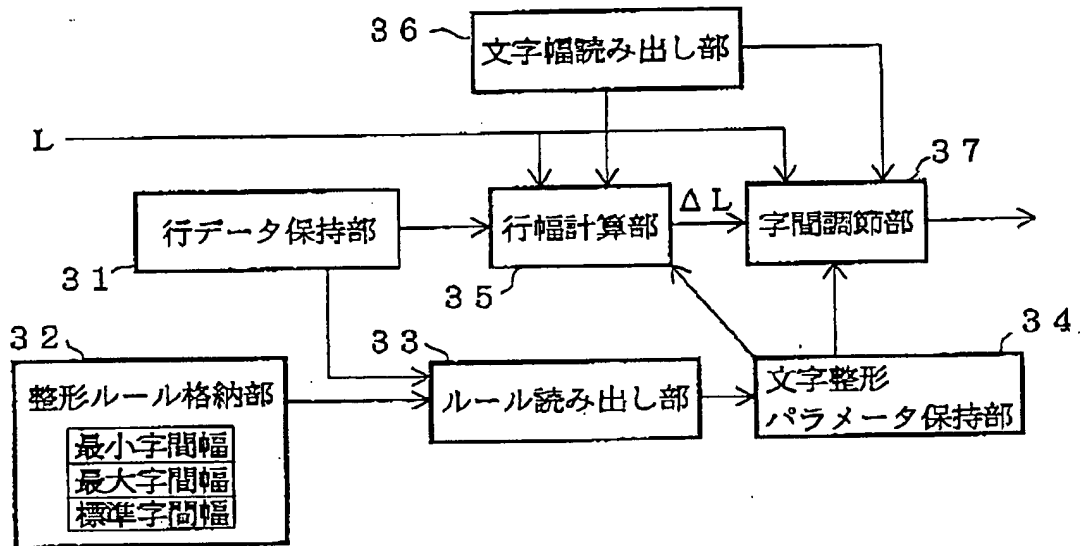 ３６
文字幅読み出し部
L
３７
行データ保持部
行幅計算部
ΔL
字間調節部
３１
３５
３２
３３
３４
整形ルール格納部
ルール読み出し部
文字整形
パラメータ保持部
最小字間幅
最大字間幅
標準字間幅